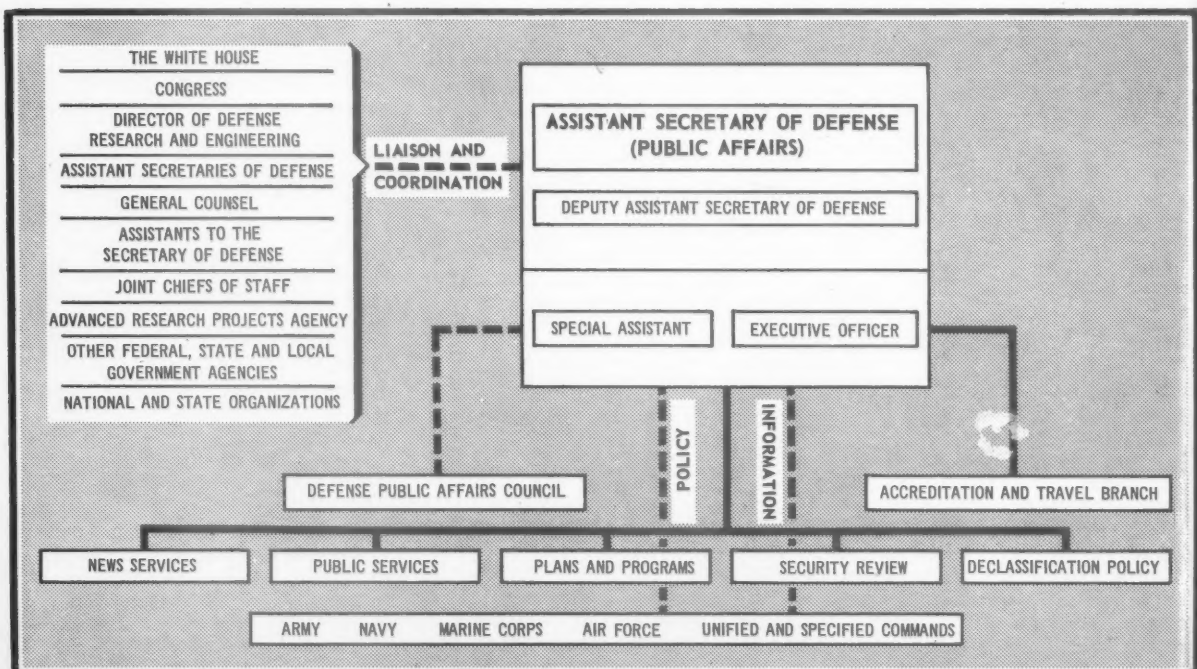 THE WHITE HOUSE
CONGRESS
DIRECTOR OF DEFENSE
RESEARCH AND ENGINEERING
ASSISTANT SECRETARIES OF DEFENSE
GENERAL COUNSEL
ASSISTANTS TO THE
SECRETARY OF DEFENSE
JOINT CHIEFS OF STAFF
ADVANCED RESEARCH PROJECTS AGENCY
OTHER FEDERAL, STATE AND LOCAL
GOVERNMENT AGENCIES
NATIONAL AND STATE ORGANIZATIONS
LIAISON AND
COORDINATION
ASSISTANT SECRETARY OF DEFENSE
(PUBLIC AFFAIRS)
DEPUTY ASSISTANT SECRETARY OF DEFENSE
SPECIAL ASSISTANT
EXECUTIVE OFFICER
POLICY
INFORMATION
DEFENSE PUBLIC AFFAIRS COUNCIL
ACCREDITATION AND TRAVEL BRANCH
NEWS SERVICES
PUBLIC SERVICES
PLANS AND PROGRAMS
SECURITY REVIEW
DECLASSIFICATION POLICY
ARMY NAVY MARINE CORPS AIR FORCE UNIFIED AND SPECIFIED COMMANDS